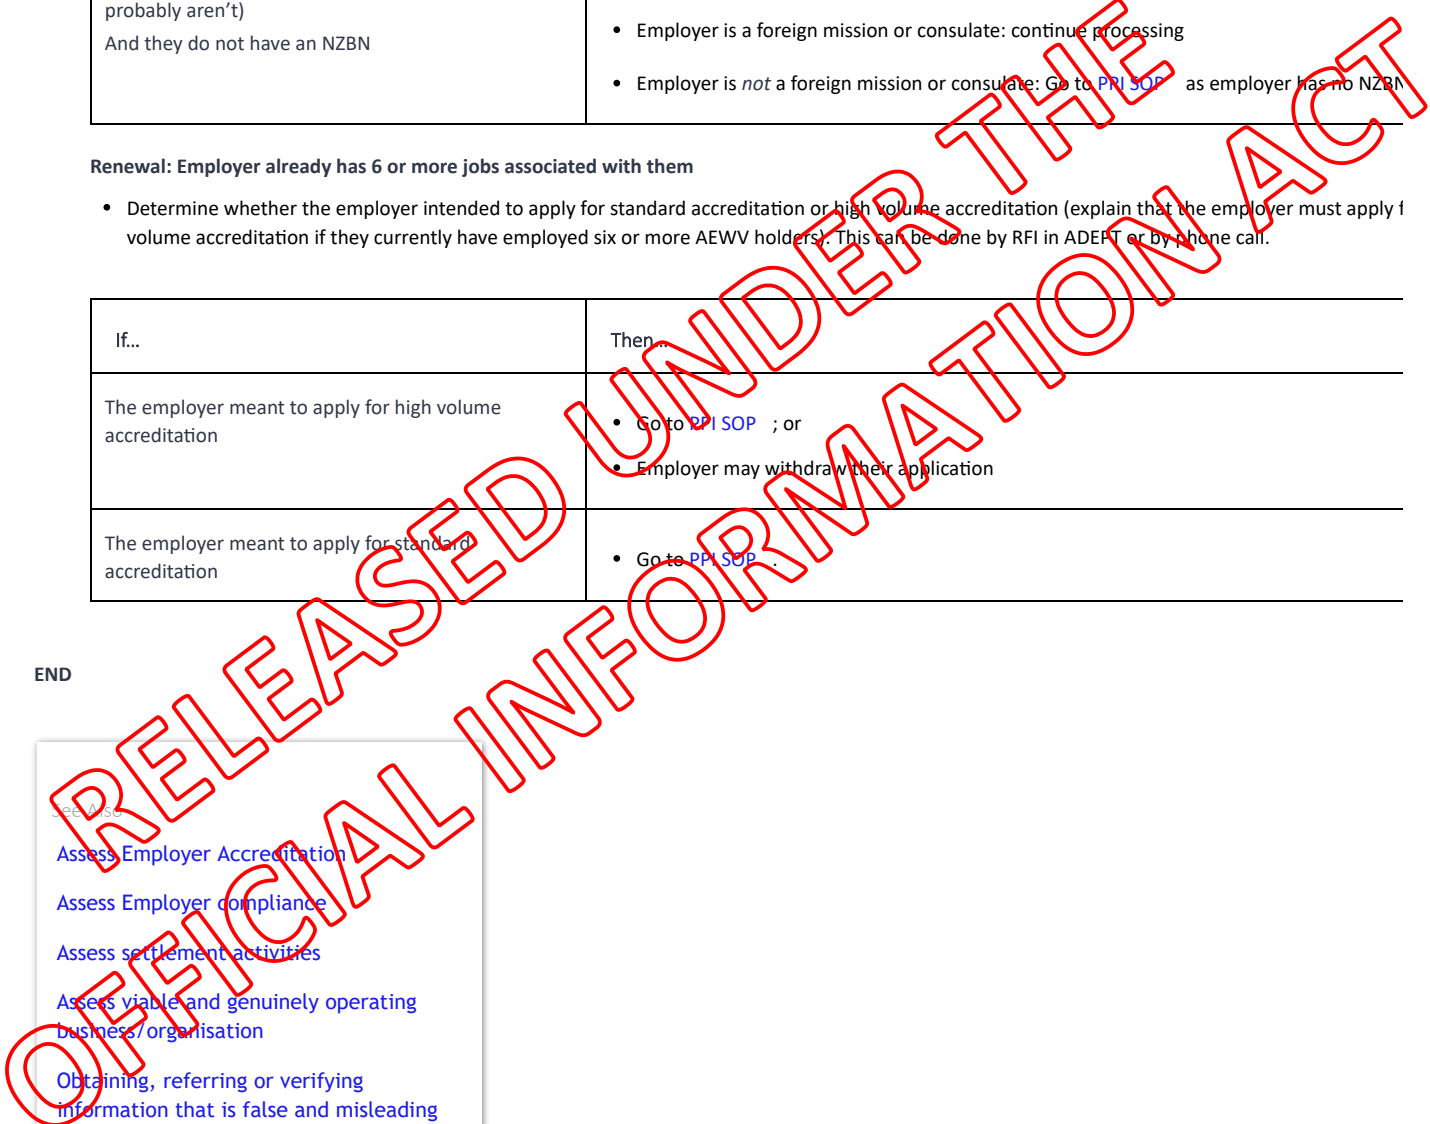 probably aren't)
And they do not have an NZBN
• Employer is a foreign mission or consulate: continue processing
• Employer is not a foreign mission or consulate: Go to PPI SOP as employer has no NZBN
Renewal: Employer already has 6 or more jobs associated with them
• Determine whether the employer intended to apply for standard accreditation or high volume accreditation (explain that the employer must apply f
volume accreditation if they currently have employed six or more AEWV holders). This can be done by RFI in ADEPT or by phone call.
If...
Then...
The employer meant to apply for high volume
accreditation
• Go to PPI SOP ; or
• Employer may withdraw their application
The employer meant to apply for standard
accreditation
• Go to PPI SOP .
END
See Also
Assess Employer Accreditation
Assess Employer compliance
Assess settlement activities
Assess viable and genuinely operating
business/organisation
Obtaining, referring or verifying
information that is false and misleading
RELEASED UNDER THE
OFFICIAL INFORMATION ACT